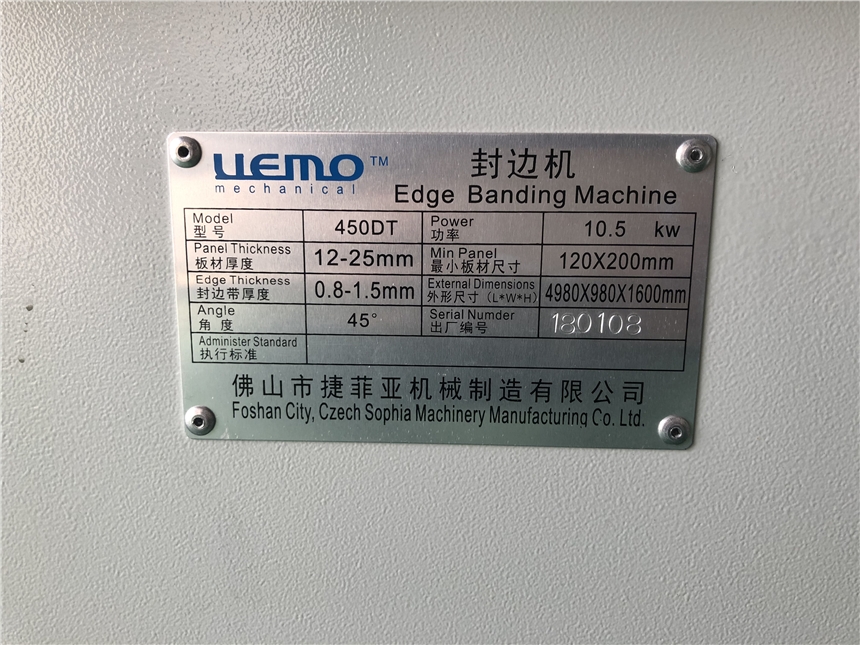 UEMO™ 封边机
mechanical Edge Banding Machine
Model 450DT Power 10.5 kw
型号 功率
Panel Thickness 12-25mm Min Panel 120X200mm
板材厚度 最小板材尺寸
Edge Thickness 0.8-1.5mm External Dimensions 4980X980X1600mm
封边带厚度 外形尺寸（L*W*H）
Angle 45° Serial Numder 180108
角度 出厂编号
Administer Standard
执行标准
佛山市捷菲亚机械制造有限公司
Foshan City, Czech Sophia Machinery Manufacturing Co. Ltd.